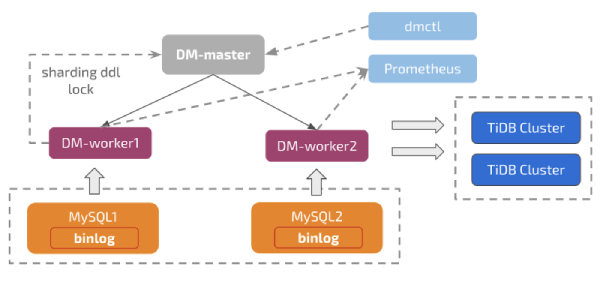 dmctl
DM-master
Prometheus
sharding ddl
lock
DM-worker1
DM-worker2
TiDB Cluster
TiDB Cluster
MySQL1
binlog
MySQL2
binlog